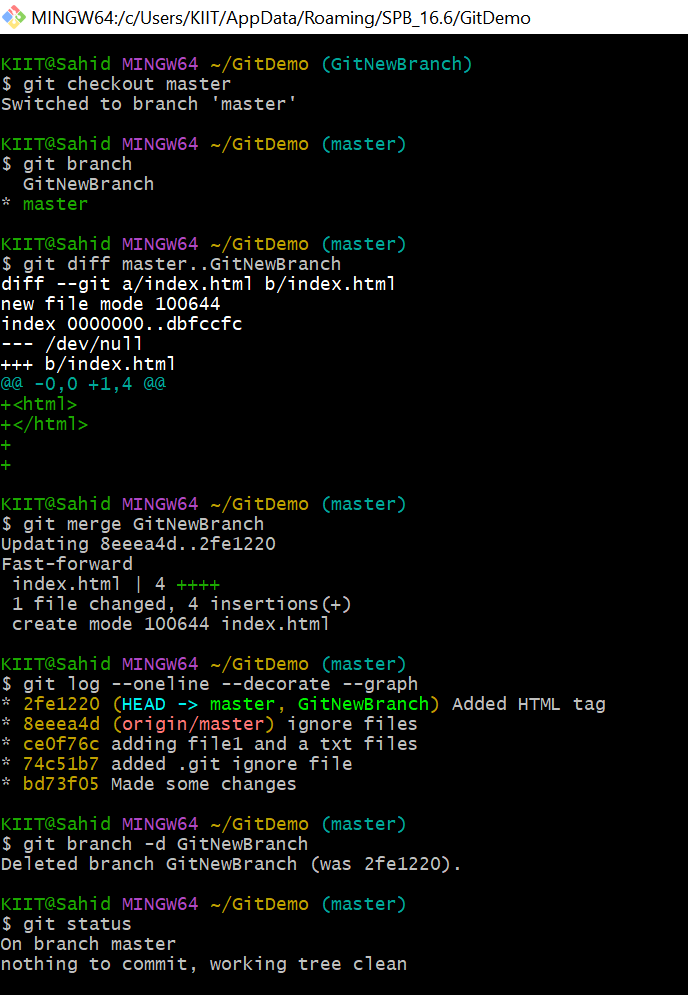 MINGW64:/c/Users/KIIT/AppData/Roaming/SPB_16.6/GitDemo
KIIT@Sahid MINGW64 ~/GitDemo (GitNewBranch)
$ git checkout master
Switched to branch 'master'
KIIT@Sahid MINGW64 ~/GitDemo (master)
$ git branch
  GitNewBranch
* master
KIIT@Sahid MINGW64 ~/GitDemo (master)
$ git diff master..GitNewBranch
diff --git a/index.html b/index.html
new file mode 100644
index 0000000..dbfccfc
--- /dev/null
+++ b/index.html
@@ -0,0 +1,4 @@
+<html>
+</html>
+
+
KIIT@Sahid MINGW64 ~/GitDemo (master)
$ git merge GitNewBranch
Updating 8eeea4d..2fe1220
Fast-forward
 index.html | 4 ++++
 1 file changed, 4 insertions(+)
 create mode 100644 index.html
KIIT@Sahid MINGW64 ~/GitDemo (master)
$ git log --oneline --decorate --graph
* 2fe1220 (HEAD -> master, GitNewBranch) Added HTML tag
* 8eeea4d (origin/master) ignore files
* ce0f76c adding file1 and a txt files
* 74c51b7 added .git ignore file
* bd73f05 Made some changes
KIIT@Sahid MINGW64 ~/GitDemo (master)
$ git branch -d GitNewBranch
Deleted branch GitNewBranch (was 2fe1220).
KIIT@Sahid MINGW64 ~/GitDemo (master)
$ git status
On branch master
nothing to commit, working tree clean